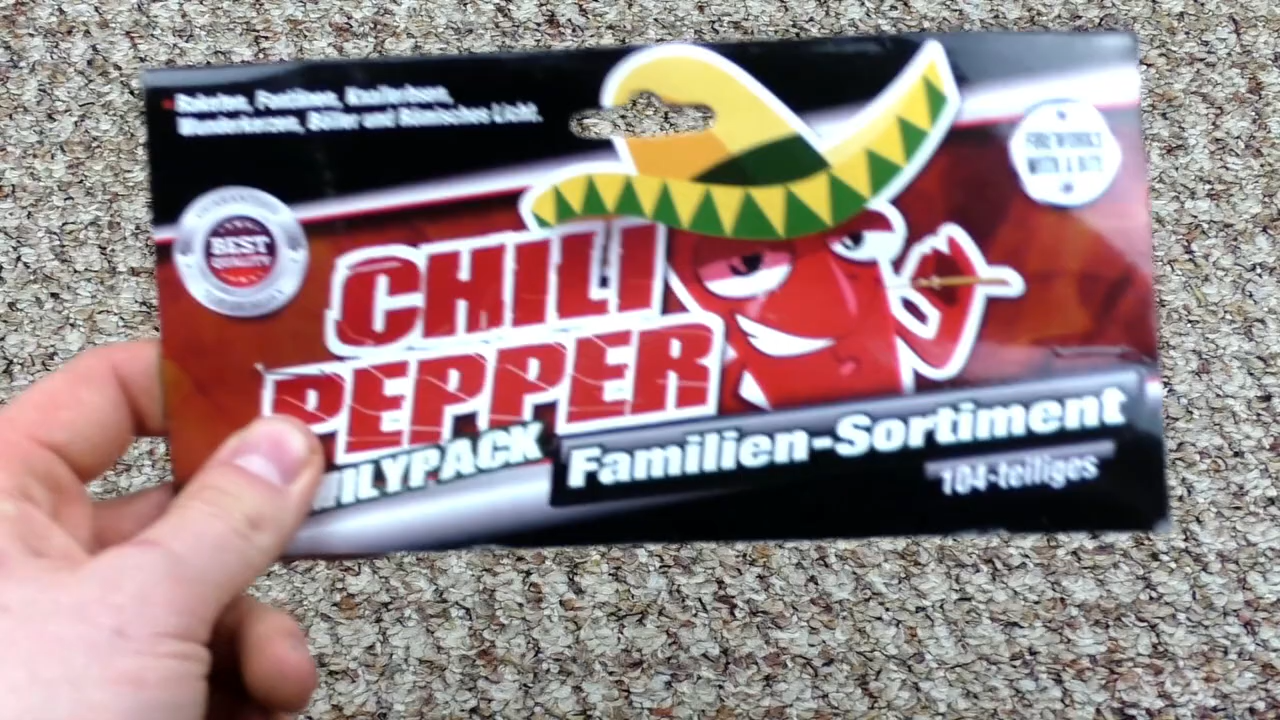 Raketen, Fontänen, Knallerbsen,
Wunderkerzen, Böller und Römisches Licht.
BEST
QUALITY
FIREWORKS
WITH A BITE
CHILI
PEPPER
MILYPACK
Familien-Sortiment
104-teiliges